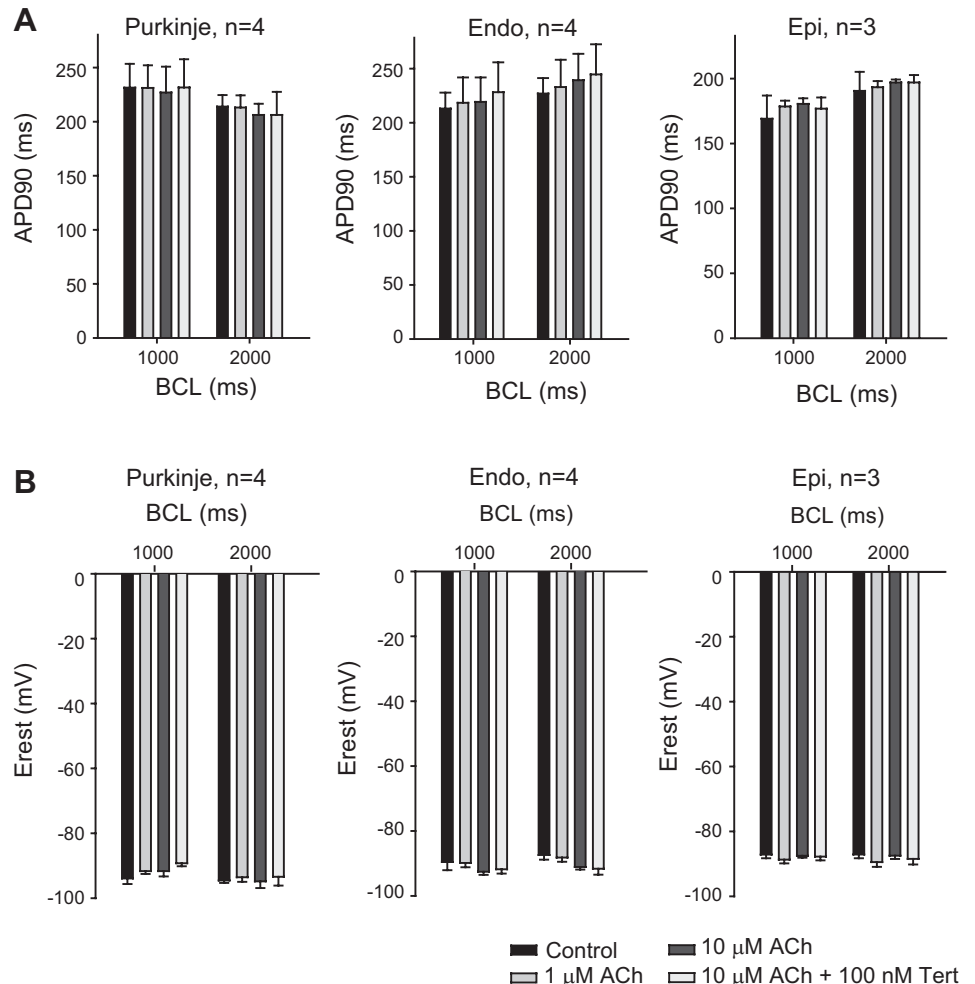 A
Purkinje, n=4
APD90 (ms)
250
200
150
100
50
0
1000 2000
BCL (ms)
Endo, n=4
APD90 (ms)
250
200
150
100
50
0
1000 2000
BCL (ms)
Epi, n=3
APD90 (ms)
200
150
100
50
0
1000 2000
BCL (ms)
B
Purkinje, n=4
BCL (ms)
1000 2000
Erest (mV)
0
-20
-40
-60
-80
-100
Endo, n=4
BCL (ms)
1000 2000
Erest (mV)
0
-20
-40
-60
-80
-100
Epi, n=3
BCL (ms)
1000 2000
Erest (mV)
0
-20
-40
-60
-80
-100
Control
1 μM ACh
10 μM ACh
10 μM ACh + 100 nM Tert